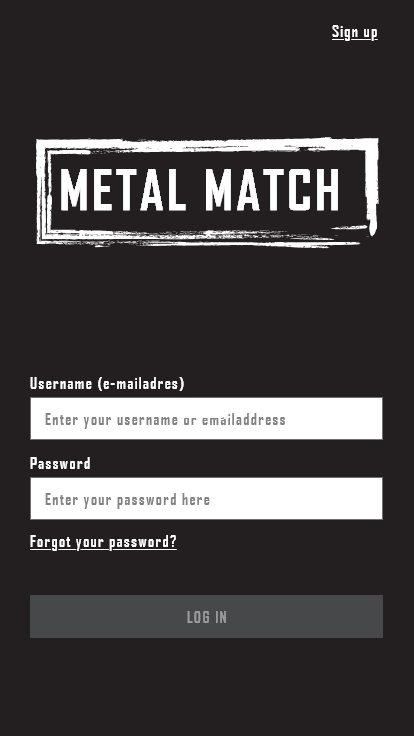 Sign up
METAL MATCH
Username (e-mailadres)
Enter your username or emailaddress
Password
Enter your password here
Forgot your password?
LOG IN